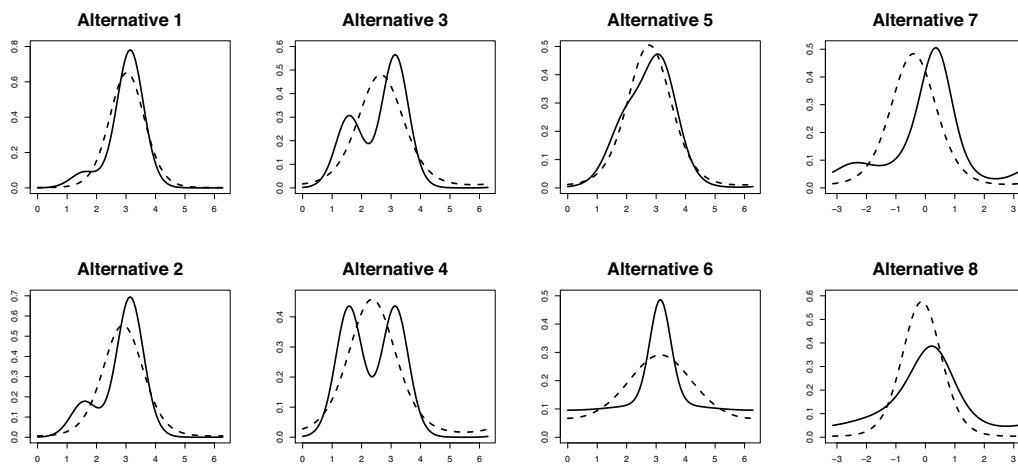 Alternative 1
Alternative 3
Alternative 5
Alternative 7
0.0 0.2 0.4 0.6 0.8
0 1 2 3 4 5 6
0.0 0.1 0.2 0.3 0.4 0.5 0.6
0 1 2 3 4 5 6
0.0 0.1 0.2 0.3 0.4 0.5
0 1 2 3 4 5 6
0.0 0.1 0.2 0.3 0.4 0.5
−3 −2 −1 0 1 2 3
Alternative 2
Alternative 4
Alternative 6
Alternative 8
0.0 0.1 0.2 0.3 0.4 0.5 0.6 0.7
0 1 2 3 4 5 6
0.0 0.1 0.2 0.3 0.4
0 1 2 3 4 5 6
0.0 0.1 0.2 0.3 0.4 0.5
0 1 2 3 4 5 6
0.0 0.1 0.2 0.3 0.4 0.5 0.6
−3 −2 −1 0 1 2 3